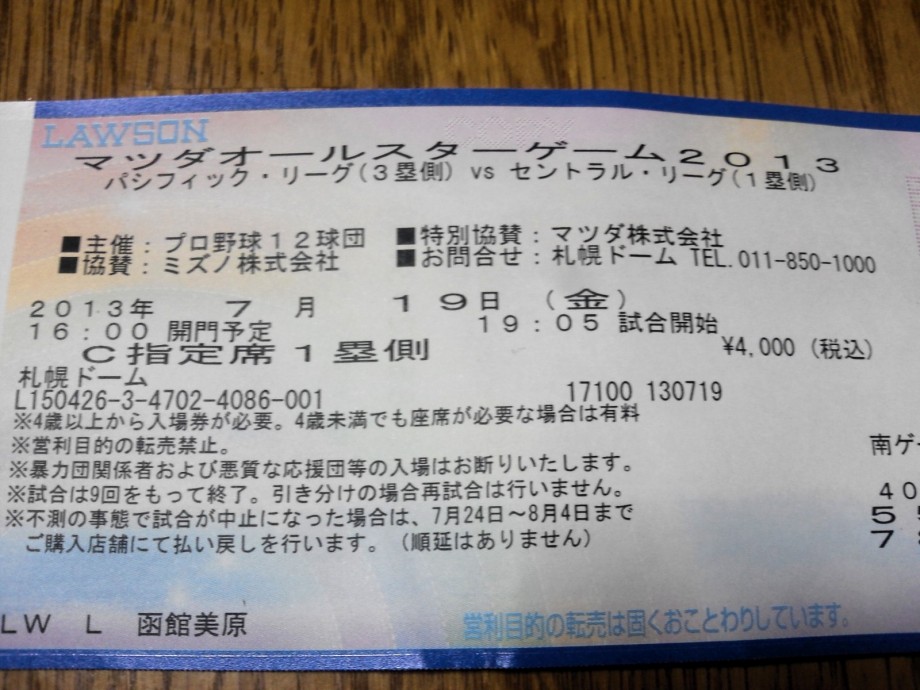 LAWSON
マツダオールスターゲーム2013
パシフィック・リーグ(3塁側) vs セントラル・リーグ(1塁側)
■主催:プロ野球12球団 ■特別協賛:マツダ株式会社
■協賛:ミズノ株式会社 ■お問合せ:札幌ドーム TEL.011-850-1000
2013年 7月 19日 (金)
16:00 開門予定 19:05 試合開始
C指定席1塁側 ¥4,000 (税込)
札幌ドーム
L150426-3-4702-4086-001 17100 130719
※4歳以上から入場券が必要。4歳未満でも座席が必要な場合は有料
※営利目的の転売禁止。
※暴力団関係者および悪質な応援団等の入場はお断りいたします。
※試合は9回をもって終了。引き分けの場合再試合は行いません。
※不測の事態で試合が中止になった場合は、7月24日~8月4日まで
ご購入店舗にて払い戻しを行います。(順延はありません)
南ゲー
40
5
7
LW L 函館美原
営利目的の転売は固くおことわりしています。